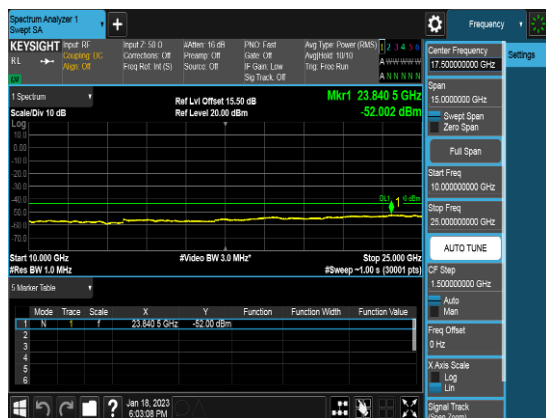 Spectrum Analyzer 1
Swept SA
Frequency
KEYSIGHT Input: RF Input Z: 50 Ω #Atten: 16 dB PNO: Fast Avg Type: Power (RMS) 1 2 3 4 5 6
RL Coupling: DC Corrections: Off Preamp: Off Gate: Off Avg|Hold: 10/10
Align: Off Freq Ref: Int (S) Source: Off IF Gain: Low Trig: Free Run
Sig Track: Off A N N N N N
1 Spectrum
Scale/Div 10 dB
Ref Lvl Offset 15.50 dB
Ref Level 20.00 dBm
Mkr1 23.840 5 GHz
-52.002 dBm
Log
10.0
0.00
-10.0
-20.0
-30.0
-40.0
-50.0
-60.0
-70.0
1
Start 10.000 GHz #Video BW 3.0 MHz* Stop 25.000 GHz
#Res BW 1.0 MHz #Sweep ~1.00 s (30001 pts)
5 Marker Table
Mode Trace Scale X Y Function Function Width Function Value
1 N 1 f 23.840 5 GHz -52.00 dBm
2
3
4
5
6
Jan 18, 2023
6:03:08 PM
Center Frequency
17.500000000 GHz
Settings
Span
15.0000000 GHz
Swept Span
Zero Span
Full Span
Start Freq
10.000000000 GHz
Stop Freq
25.000000000 GHz
AUTO TUNE
CF Step
1.500000000 GHz
Auto
Man
Freq Offset
0 Hz
X Axis Scale
Log
Lin
Signal Track
(Span Zoom)